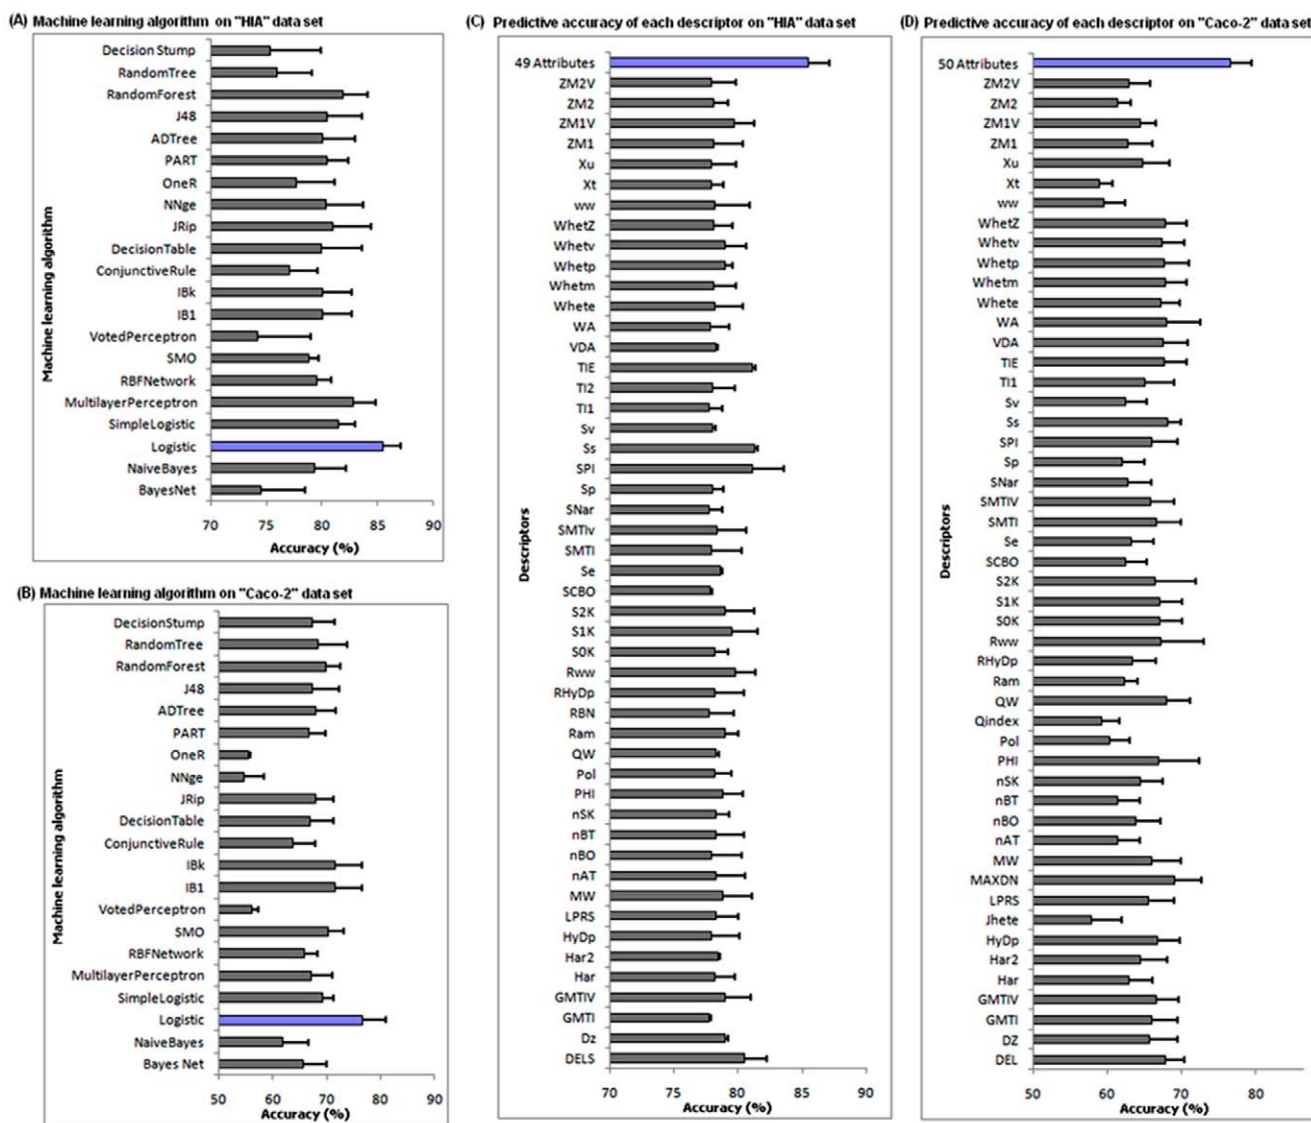 (A) Machine learning algorithm on "HIA" data set
Decision Stump
RandomTree
RandomForest
J48
ADTree
PART
OneR
NNge
JRip
DecisionTable
ConjunctiveRule
IBk
IB1
VotedPerceptron
SMO
RBFNetwork
MultilayerPerceptron
SimpleLogistic
Logistic
NaiveBayes
BayesNet
Machine learning algorithm
70 75 80 85 90
Accuracy (%)
(B) Machine learning algorithm on "Caco-2" data set
DecisionStump
RandomTree
RandomForest
J48
ADTree
PART
OneR
NNge
JRip
DecisionTable
ConjunctiveRule
IBk
IB1
VotedPerceptron
SMO
RBFNetwork
MultilayerPerceptron
SimpleLogistic
Logistic
NaiveBayes
Bayes Net
Machine learning algorithm
50 60 70 80 90
Accuracy (%)
(C) Predictive accuracy of each descriptor on "HIA" data set
49 Attributes
ZM2V
ZM2
ZM1V
ZM1
Xu
Xt
ww
WhetZ
Whetv
Whetp
Whetm
Whete
WA
VDA
TIE
TI2
TI1
Sv
Ss
SPI
Sp
SNar
SMTIv
SMTI
Se
SCBO
S2K
S1K
S0K
Rww
RHyDp
RBN
Ram
QW
Pol
PHI
nSK
nBT
nBO
nAT
MW
LPRS
HyDp
Har2
Har
GMTIV
GMTI
Dz
DELS
Descriptors
70 75 80 85 90
Accuracy (%)
(D) Predictive accuracy of each descriptor on "Caco-2" data set
50 Attributes
ZM2V
ZM2
ZM1V
ZM1
Xu
Xt
ww
WhetZ
Whetv
Whetp
Whetm
Whete
WA
VDA
TIE
TI1
Sv
Ss
SPI
Sp
SNar
SMTIV
SMTI
Se
SCBO
S2K
S1K
S0K
Rww
RHyDp
Ram
QW
Qindex
Pol
PHI
nSK
nBT
nBO
nAT
MW
MAXDN
LPRS
Jhete
HyDp
Har2
Har
GMTIV
GMTI
DZ
DEL
Descriptors
50 60 70 80
Accuracy (%)